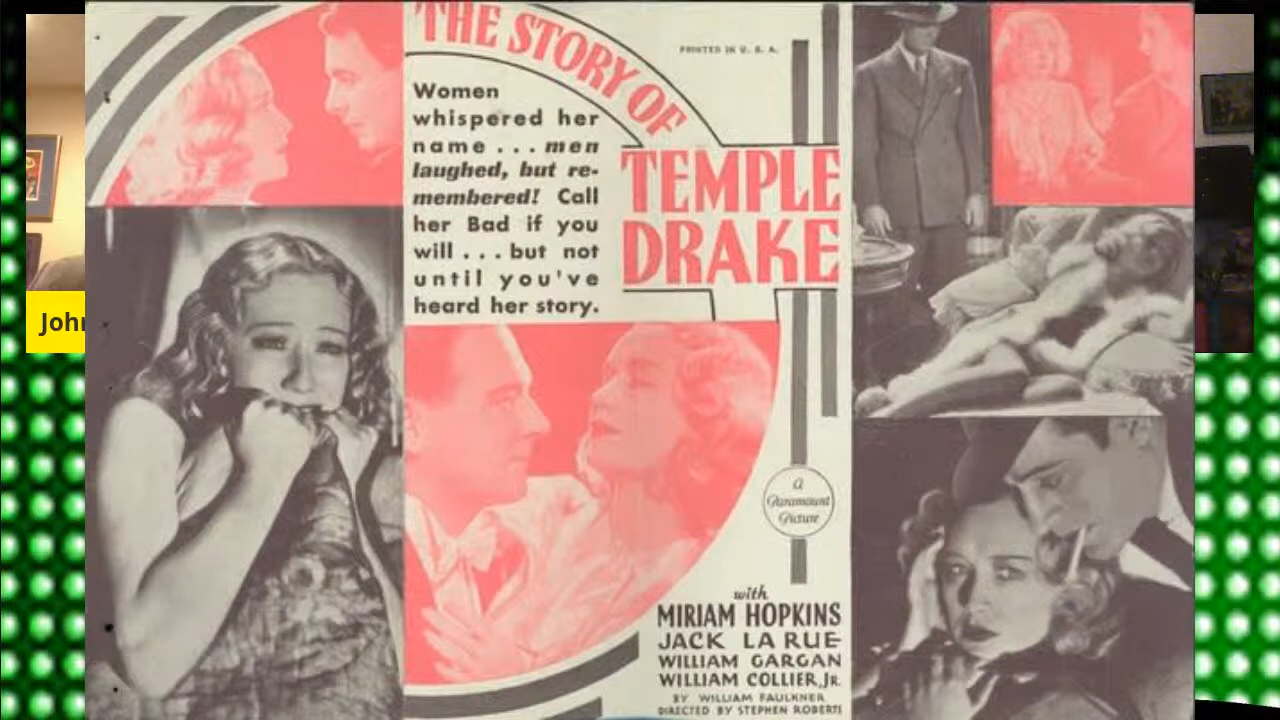 THE STORY OF
TEMPLE
DRAKE
PRINTED IN U. S. A.
Women
whispered her
name . . . men
laughed, but re-
membered! Call
her Bad if you
will . . . but not
until you've
heard her story.
A
Paramount
Picture
with
MIRIAM HOPKINS
JACK LA RUE
WILLIAM GARGAN
WILLIAM COLLIER, Jr.
BY WILLIAM FAULKNER
DIRECTED BY STEPHEN ROBERTS